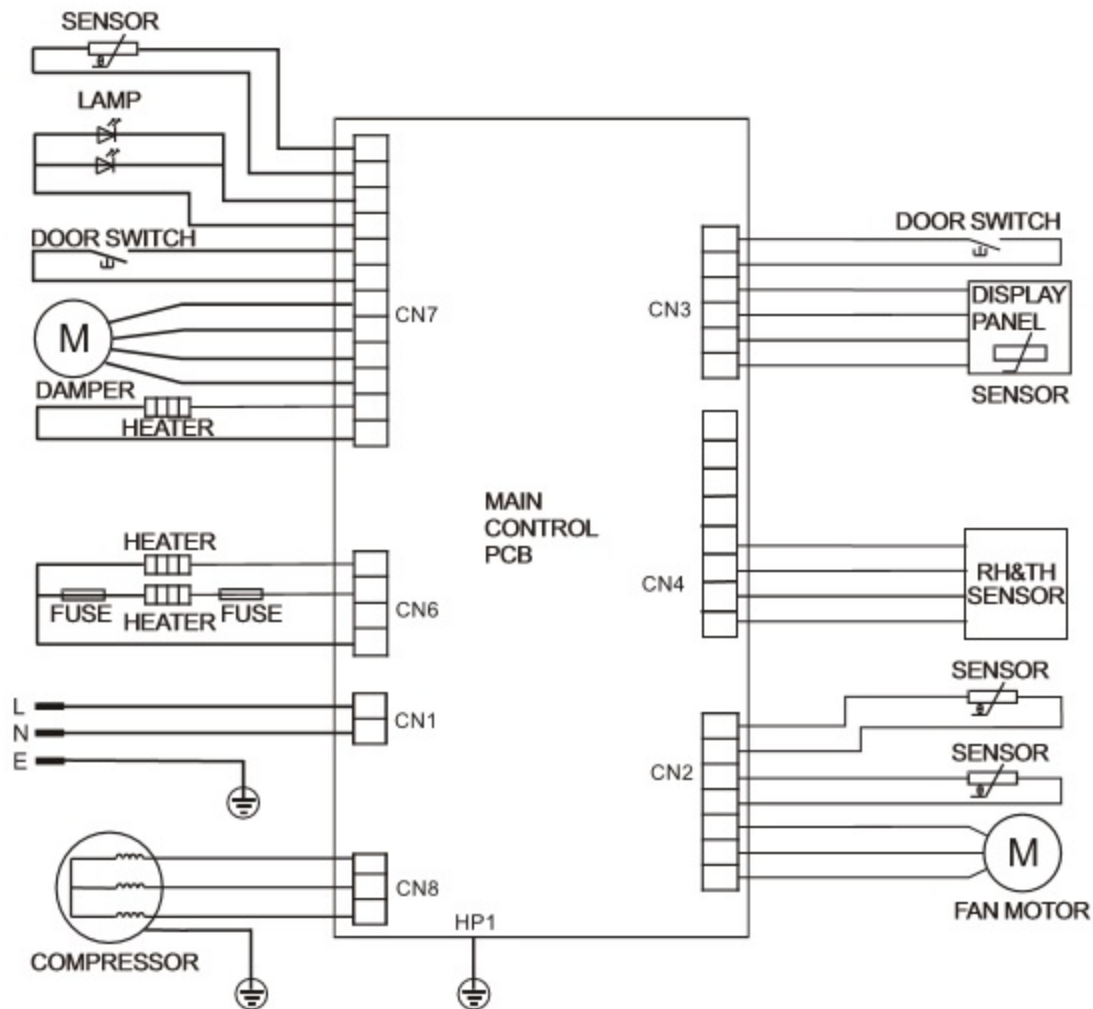 SENSOR
LAMP
DOOR SWITCH
M
DAMPER
HEATER
CN7
HEATER
FUSE
HEATER
FUSE
CN6
L
N
E
CN1
COMPRESSOR
CN8
HP1
MAIN
CONTROL
PCB
DOOR SWITCH
CN3
DISPLAY
PANEL
SENSOR
CN4
RH&TH
SENSOR
SENSOR
CN2
SENSOR
M
FAN MOTOR